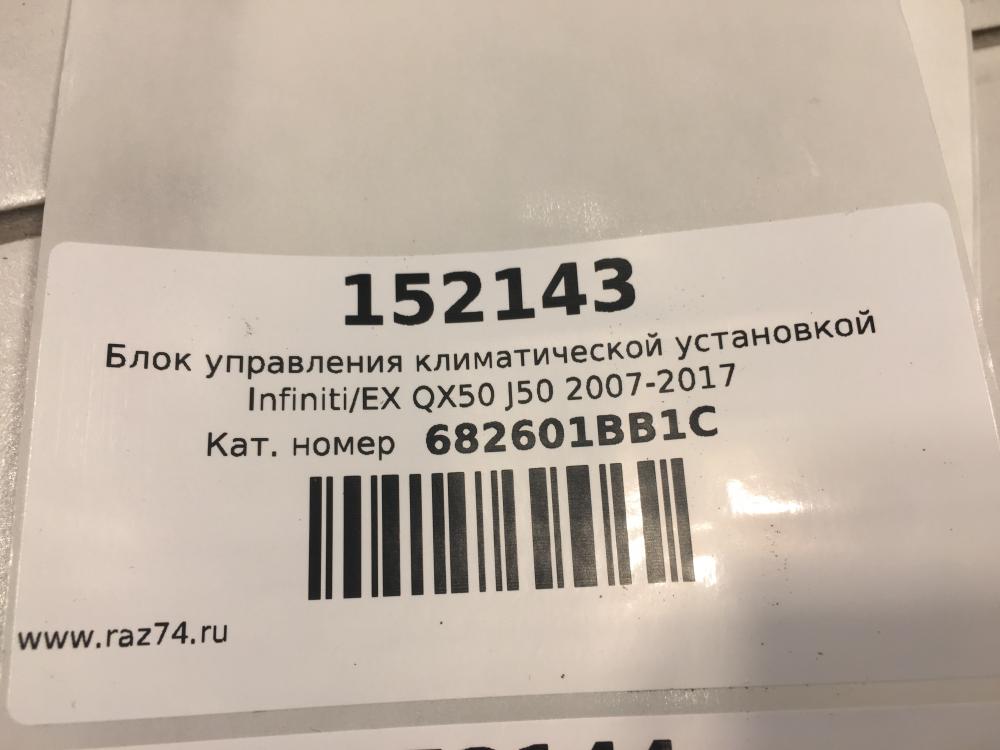 152143
Блок управления климатической установкой
Infiniti/EX QX50 J50 2007-2017
Кат. номер 682601BB1C
www.raz74.ru